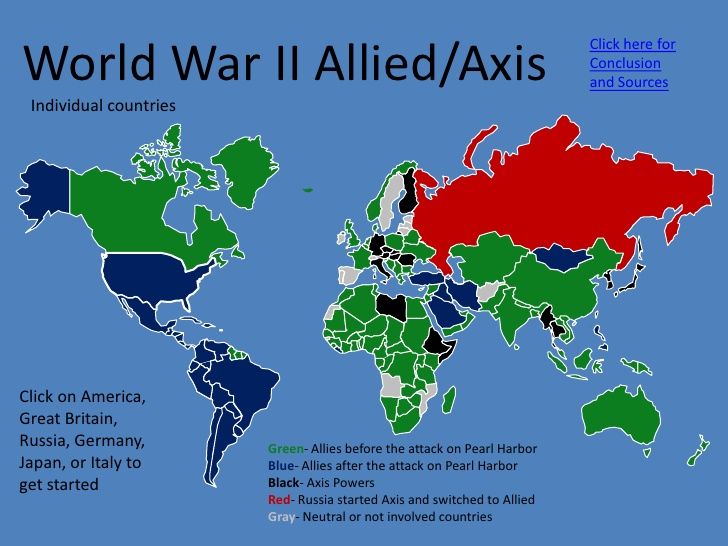 World War II Allied/Axis
Click here for
Conclusion
and Sources
Individual countries
Click on America,
Great Britain,
Russia, Germany,
Japan, or Italy to
get started
Green- Allies before the attack on Pearl Harbor
Blue- Allies after the attack on Pearl Harbor
Black- Axis Powers
Red- Russia started Axis and switched to Allied
Gray- Neutral or not involved countries